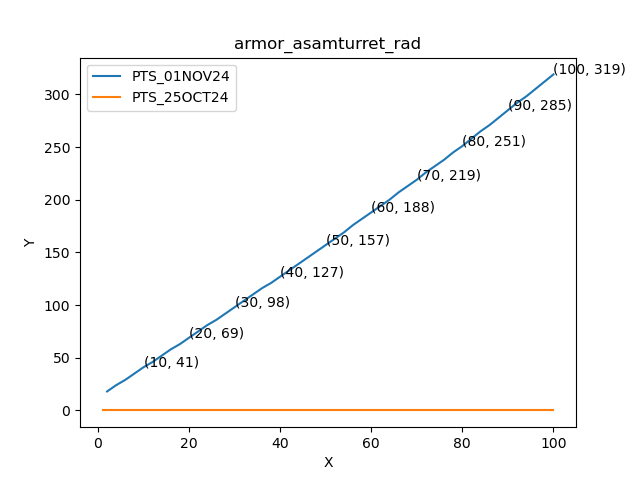 armor_asamturret_rad
PTS_01NOV24
PTS_25OCT24
(100, 319)
(90, 285)
(80, 251)
(70, 219)
(60, 188)
(50, 157)
(40, 127)
(30, 98)
(20, 69)
(10, 41)
Y
300
250
200
150
100
50
0
0 20 40 60 80 100
X